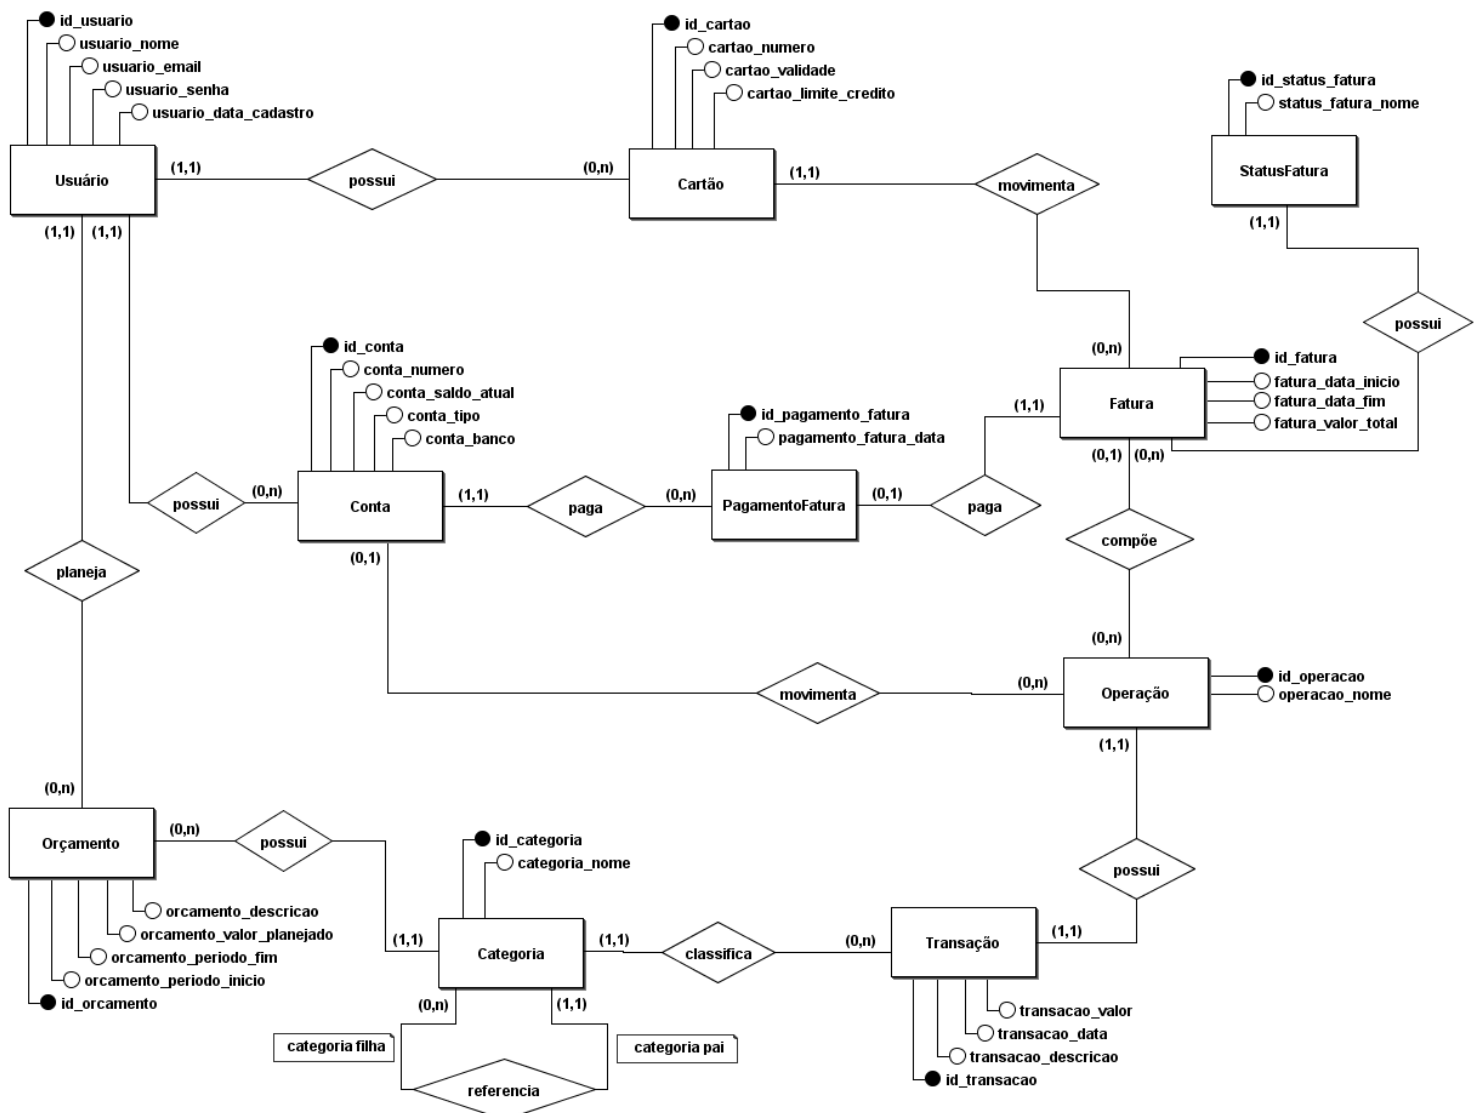 id_usuario
usuario_nome
usuario_email
usuario_senha
usuario_data_cadastro
Usuário
(1,1)
(1,1)
(1,1)
possui
(0,n)
id_cartao
cartao_numero
cartao_validade
cartao_limite_credito
Cartão
(1,1)
movimenta
(0,n)
id_status_fatura
status_fatura_nome
StatusFatura
(1,1)
possui
id_fatura
fatura_data_inicio
fatura_data_fim
fatura_valor_total
Fatura
(1,1)
(0,1)
(0,n)
id_conta
conta_numero
conta_saldo_atual
conta_tipo
conta_banco
possui
(0,n)
Conta
(1,1)
(0,1)
paga
(0,n)
id_pagamento_fatura
pagamento_fatura_data
PagamentoFatura
(0,1)
paga
compõe
(0,n)
planeja
(0,n)
movimenta
(0,n)
Operação
id_operacao
operacao_nome
(1,1)
possui
(1,1)
Orçamento
(0,n)
possui
(1,1)
orcamento_descricao
orcamento_valor_planejado
orcamento_periodo_fim
orcamento_periodo_inicio
id_orcamento
id_categoria
categoria_nome
Categoria
(1,1)
classifica
(0,n)
Transação
transacao_valor
transacao_data
transacao_descricao
id_transacao
(0,n)
(1,1)
categoria filha
categoria pai
referencia